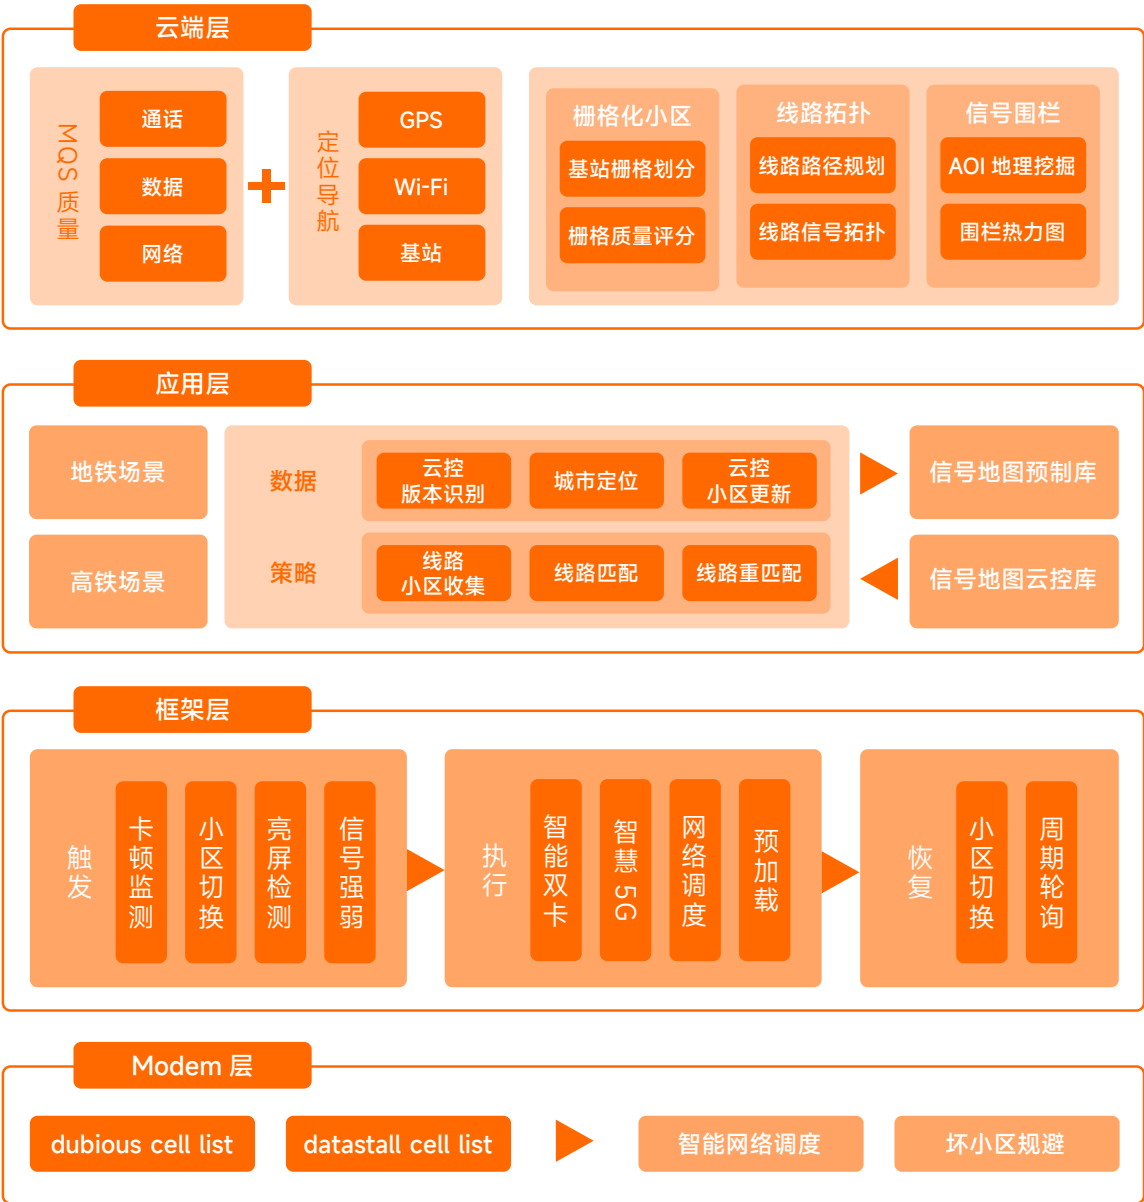 云端层
MQS 质量
通话
数据
网络
定位导航
GPS
Wi-Fi
基站
栅格化小区
基站栅格划分
栅格质量评分
线路拓扑
线路路径规划
线路信号拓扑
信号围栏
AOI 地理挖掘
围栏热力图
应用层
地铁场景
高铁场景
数据
云控
版本识别
城市定位
云控
小区更新
策略
线路
小区收集
线路匹配
线路重匹配
信号地图预制库
信号地图云控库
框架层
触发
卡顿监测
小区切换
亮屏检测
信号强弱
执行
智能双卡
智慧 5G
网络调度
预加载
恢复
小区切换
周期轮询
Modem 层
dubious cell list
datastall cell list
智能网络调度
坏小区规避